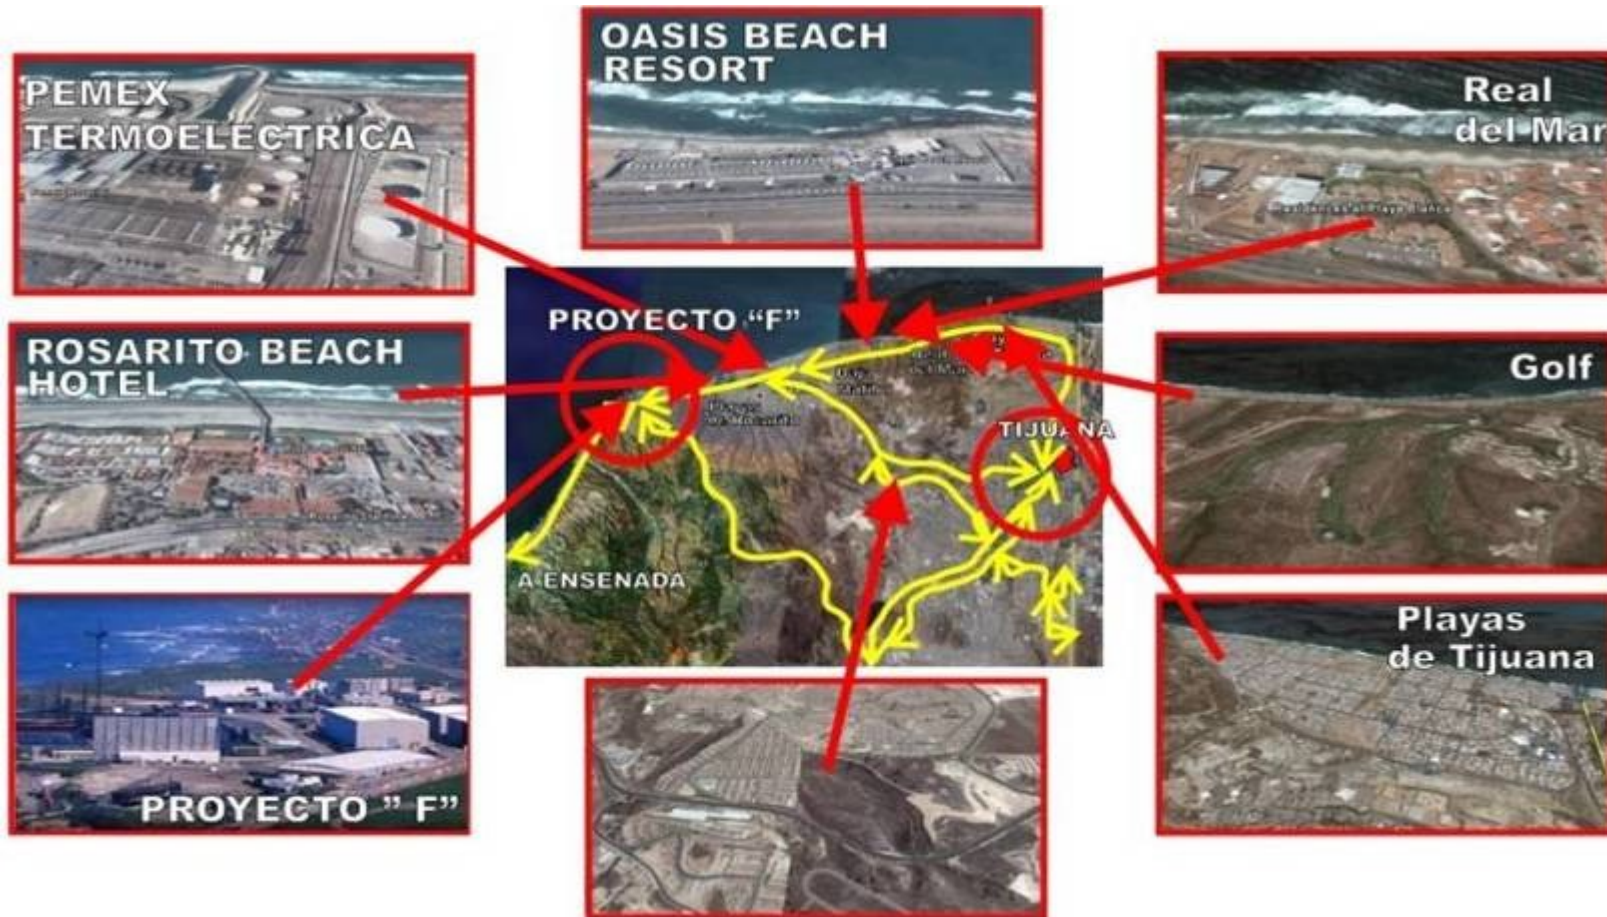 OASIS BEACH
RESORT
PEMEX
TERMOELECTRICA
Real
del Mar
PROYECTO "F"
ROSARITO BEACH
HOTEL
Golf
TIJUANA
A ENSENADA
Playas
de Tijuana
PROYECTO " F"